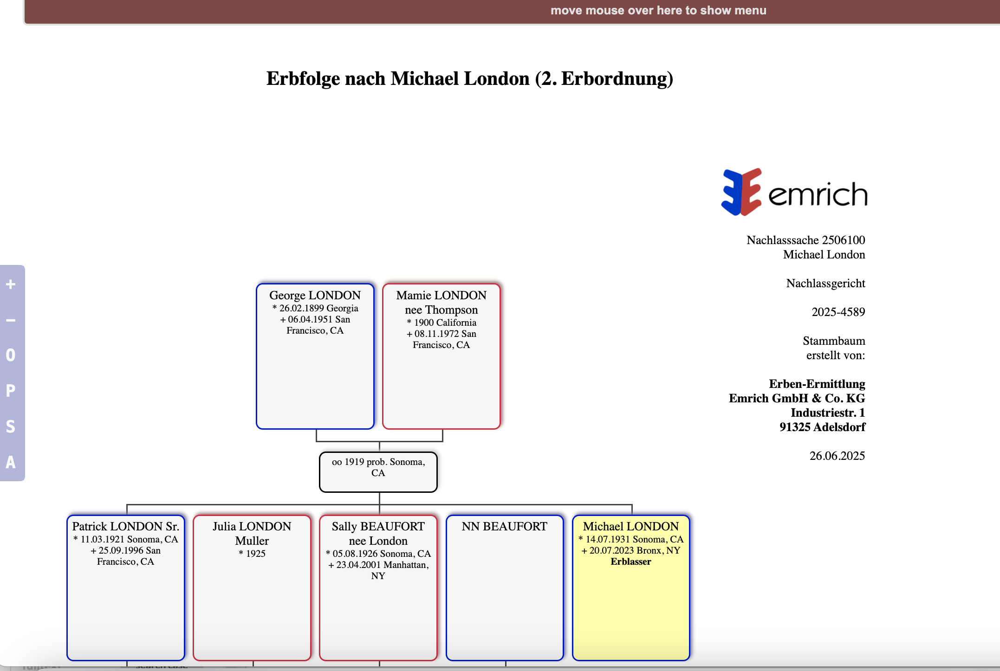 move mouse over here to show menu
Erbfolge nach Michael London (2. Erbordnung)
emrich
Nachlasssache 2506100
Michael London
Nachlassgericht
2025-4589
Stammbaum
erstellt von:
Erben-Ermittlung
Emrich GmbH & Co. KG
Industriestr. 1
91325 Adelsdorf
26.06.2025
+
−
O
P
S
A
George LONDON
* 26.02.1899 Georgia
+ 06.04.1951 San
Francisco, CA
Mamie LONDON
nee Thompson
* 1900 California
+ 08.11.1972 San
Francisco, CA
oo 1919 prob. Sonoma,
CA
Patrick LONDON Sr.
* 11.03.1921 Sonoma, CA
+ 25.09.1996 San
Francisco, CA
Julia LONDON
Muller
* 1925
Sally BEAUFORT
nee London
* 05.08.1926 Sonoma, CA
+ 23.04.2001 Manhattan,
NY
NN BEAUFORT
Michael LONDON
* 14.07.1931 Sonoma, CA
+ 20.07.2023 Bronx, NY
Erblasser